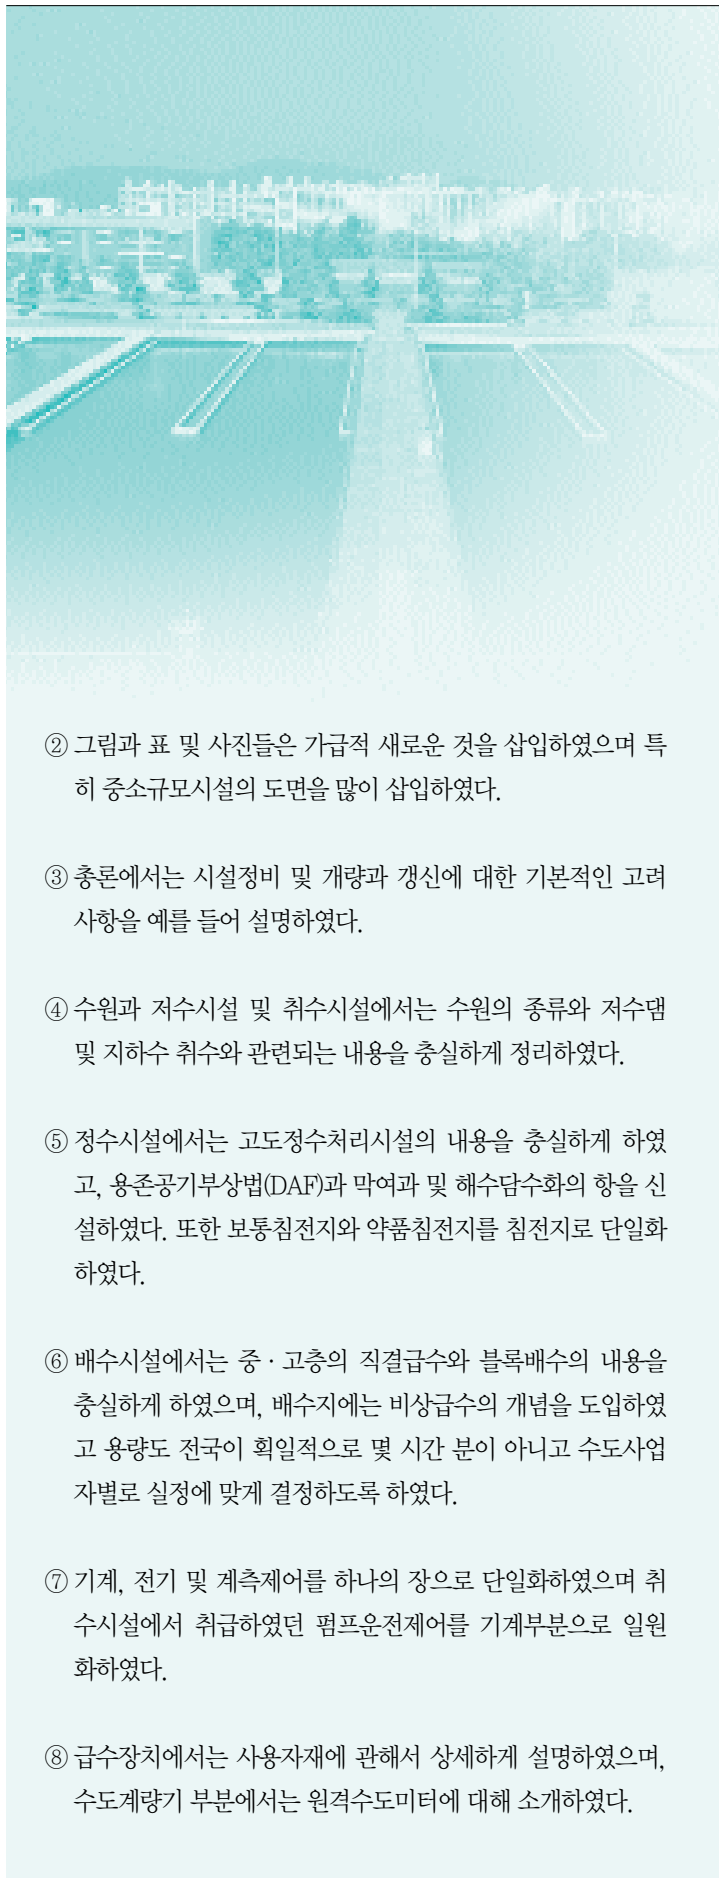 ② 그림과 표 및 사진들은 가급적 새로운 것을 삽입하였으며 특
히 중소규모시설의 도면을 많이 삽입하였다.
③ 총론에서는 시설정비 및 개량과 갱신에 대한 기본적인 고려
사항을 예를 들어 설명하였다.
④ 수원과 저수시설 및 취수시설에서는 수원의 종류와 저수댐
및 지하수 취수와 관련되는 내용을 충실하게 정리하였다.
⑤ 정수시설에서는 고도정수처리시설의 내용을 충실하게 하였
고, 용존공기부상법(DAF)과 막여과 및 해수담수화의 항을 신
설하였다. 또한 보통침전지와 약품침전지를 침전지로 단일화
하였다.
⑥ 배수시설에서는 중·고층의 직결급수와 블록배수의 내용을
충실하게 하였으며, 배수지에는 비상급수의 개념을 도입하였
고 용량도 전국이 획일적으로 몇 시간 분이 아니고 수도사업
자별로 실정에 맞게 결정하도록 하였다.
⑦ 기계, 전기 및 계측제어를 하나의 장으로 단일화하였으며 취
수시설에서 취급하였던 펌프운전제어를 기계부분으로 일원
화하였다.
⑧ 급수장치에서는 사용자재에 관해서 상세하게 설명하였으며,
수도계량기 부분에서는 원격수도미터에 대해 소개하였다.